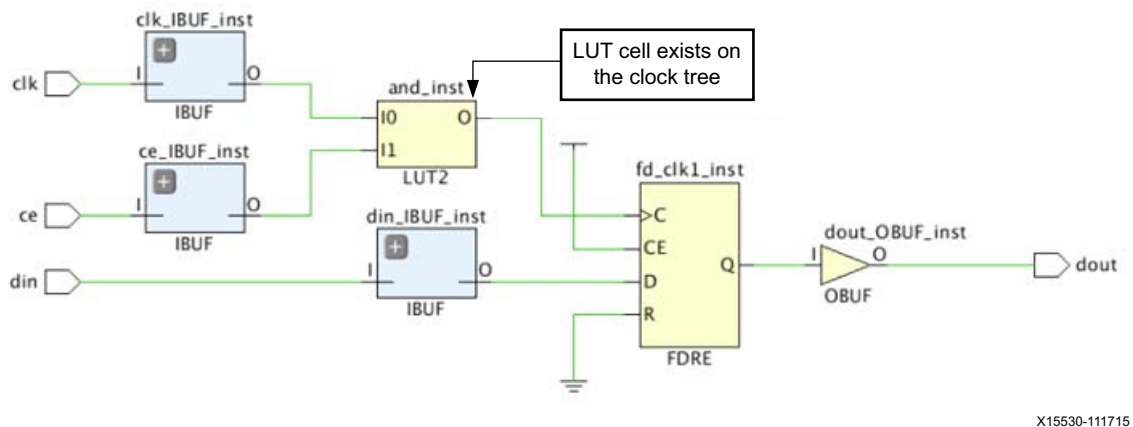 clk_IBUF_inst
clk
I
O
IBUF
LUT cell exists on
the clock tree
and_inst
I0
O
I1
LUT2
ce_IBUF_inst
ce
I
O
IBUF
din_IBUF_inst
din
I
O
IBUF
fd_clk1_inst
C
CE
D
R
Q
FDRE
dout_OBUF_inst
I
O
OBUF
dout
X15530-111715